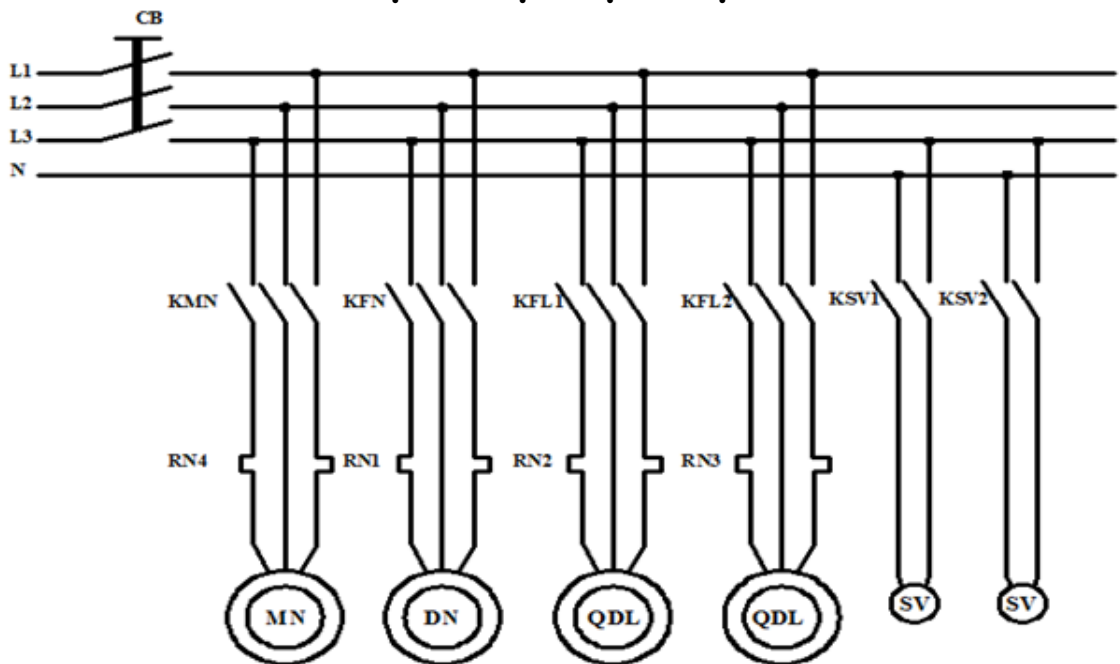 CB
L1
L2
L3
N
KMN KFN KFL1 KFL2 KSV1 KSV2
RN4 RN1 RN2 RN3
MN DN QDL QDL SV SV